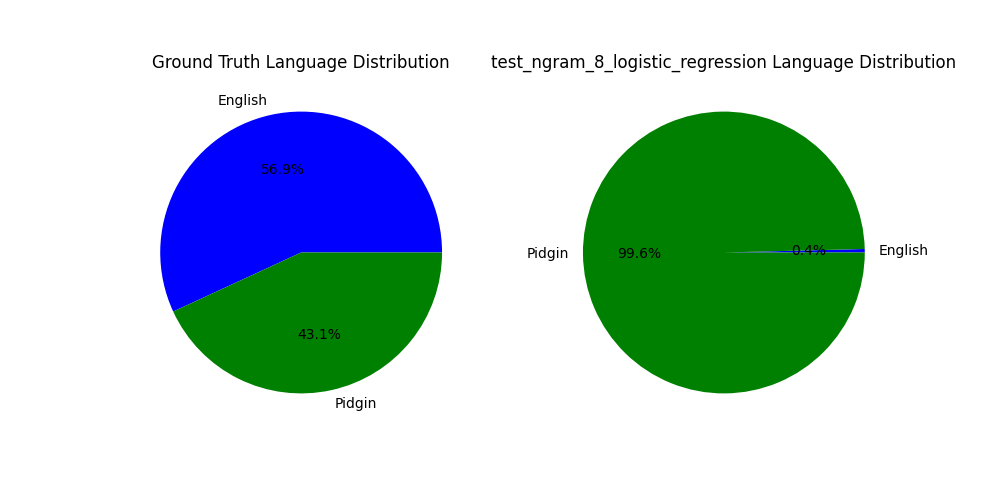 Ground Truth Language Distribution
English
56.9%
43.1%
Pidgin
test_ngram_8_logistic_regression Language Distribution
Pidgin
99.6%
0.4%
English